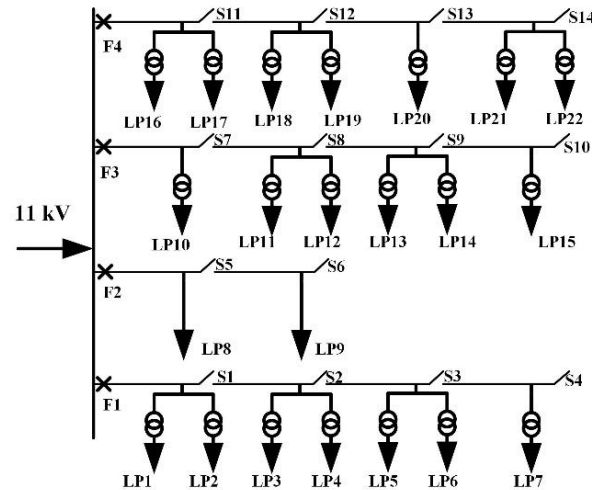 S11 S12 S13 S14
F4
LP16 LP17 LP18 LP19 LP20 LP21 LP22
S7 S8 S9 S10
F3
LP10 LP11 LP12 LP13 LP14 LP15
11 kV
S5 S6
F2
LP8 LP9
S1 S2 S3 S4
F1
LP1 LP2 LP3 LP4 LP5 LP6 LP7